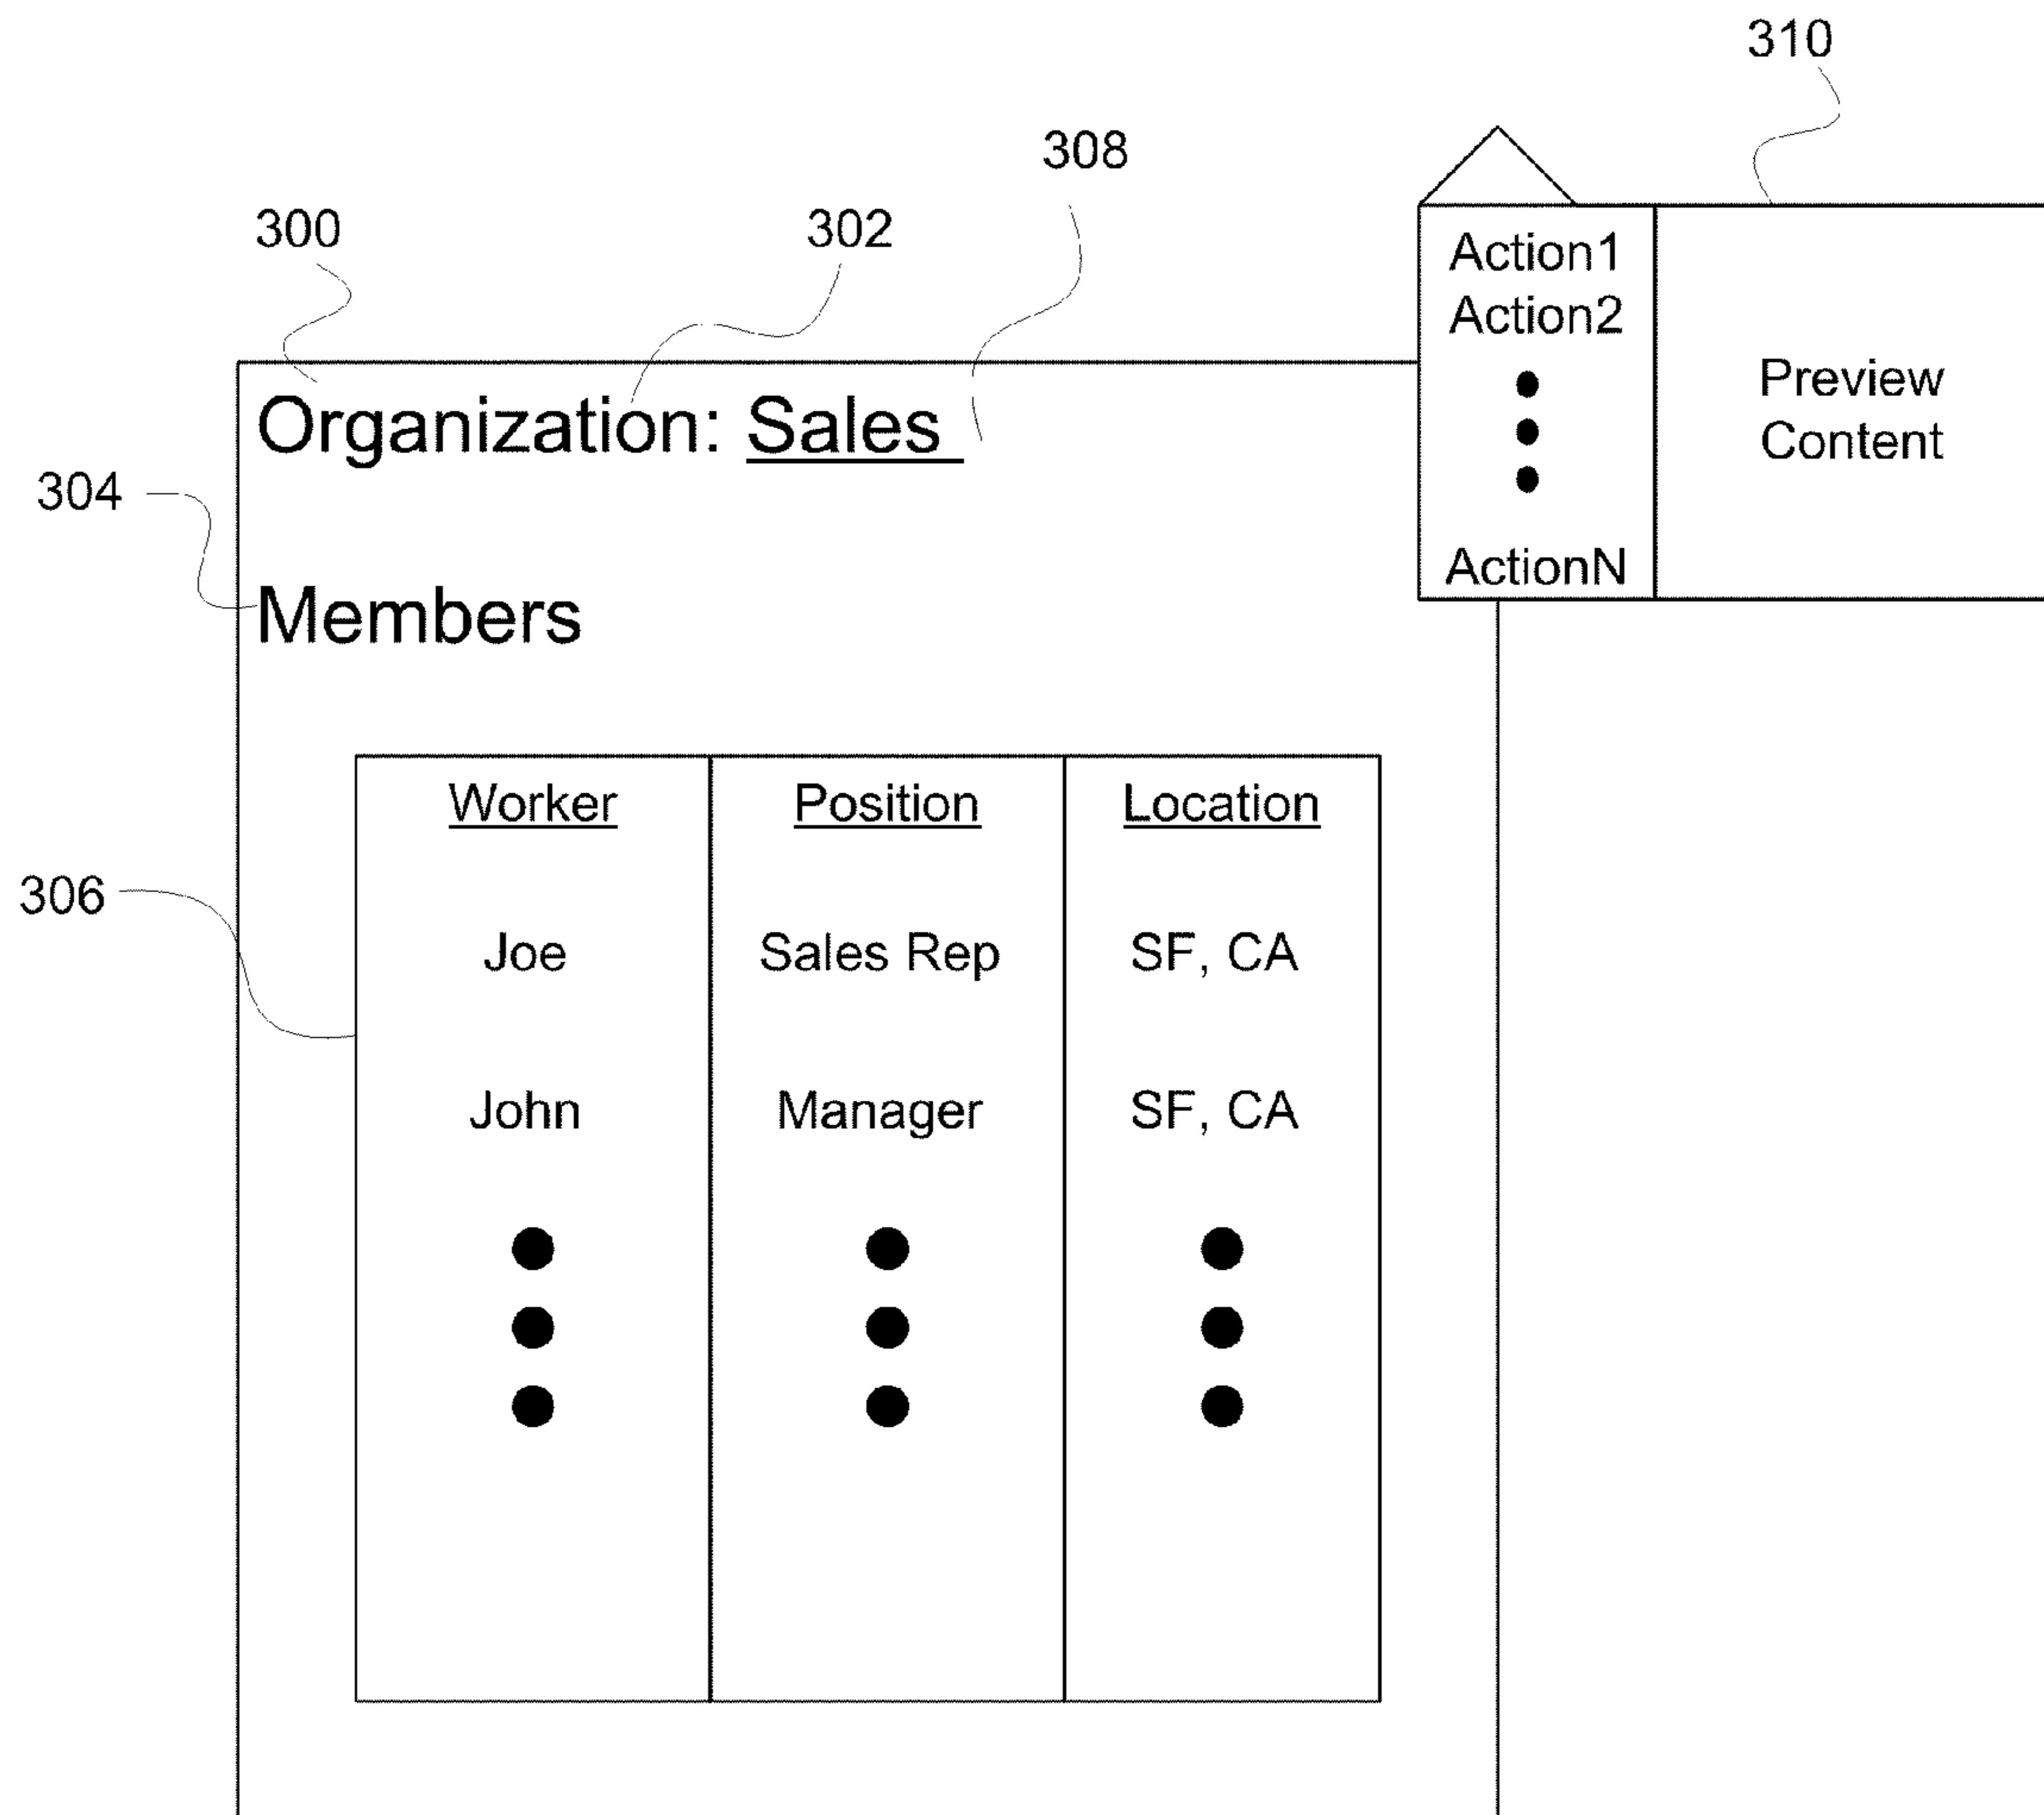 310
308
300
302
Action1
Action2
Preview
Content
ActionN
Organization: Sales
304
Members
Worker Position Location
306
Joe Sales Rep SF, CA
John Manager SF, CA